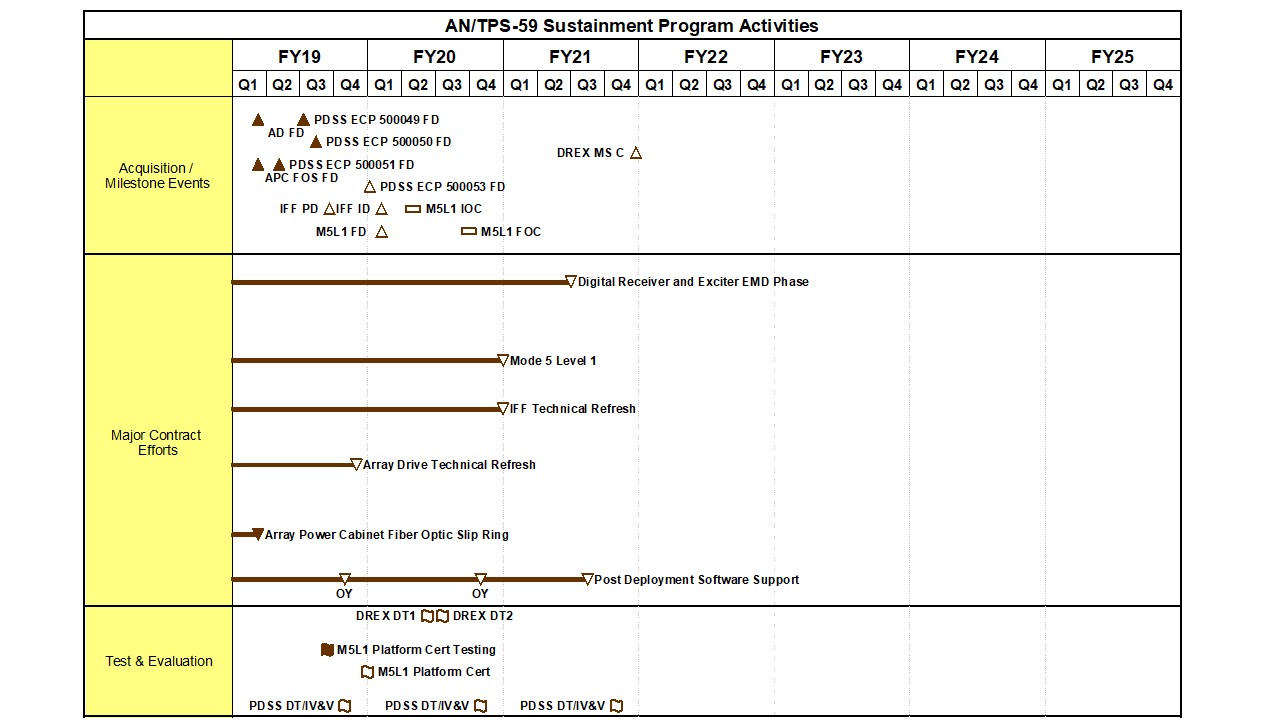 AN/TPS-59 Sustainment Program Activities
FY19 FY20 FY21 FY22 FY23 FY24 FY25
Q1 Q2 Q3 Q4 Q1 Q2 Q3 Q4 Q1 Q2 Q3 Q4 Q1 Q2 Q3 Q4 Q1 Q2 Q3 Q4 Q1 Q2 Q3 Q4 Q1 Q2 Q3 Q4
Acquisition /
Milestone Events
PDSS ECP 500049 FD
AD FD
PDSS ECP 500050 FD
DREX MS C
PDSS ECP 500051 FD
APC FOS FD
PDSS ECP 500053 FD
IFF PD IFF ID M5L1 IOC
M5L1 FD M5L1 FOC
Major Contract
Efforts
Digital Receiver and Exciter EMD Phase
Mode 5 Level 1
IFF Technical Refresh
Array Drive Technical Refresh
Array Power Cabinet Fiber Optic Slip Ring
Post Deployment Software Support
OY OY
Test & Evaluation
DREX DT1 DREX DT2
M5L1 Platform Cert Testing
M5L1 Platform Cert
PDSS DT/IV&V PDSS DT/IV&V PDSS DT/IV&V